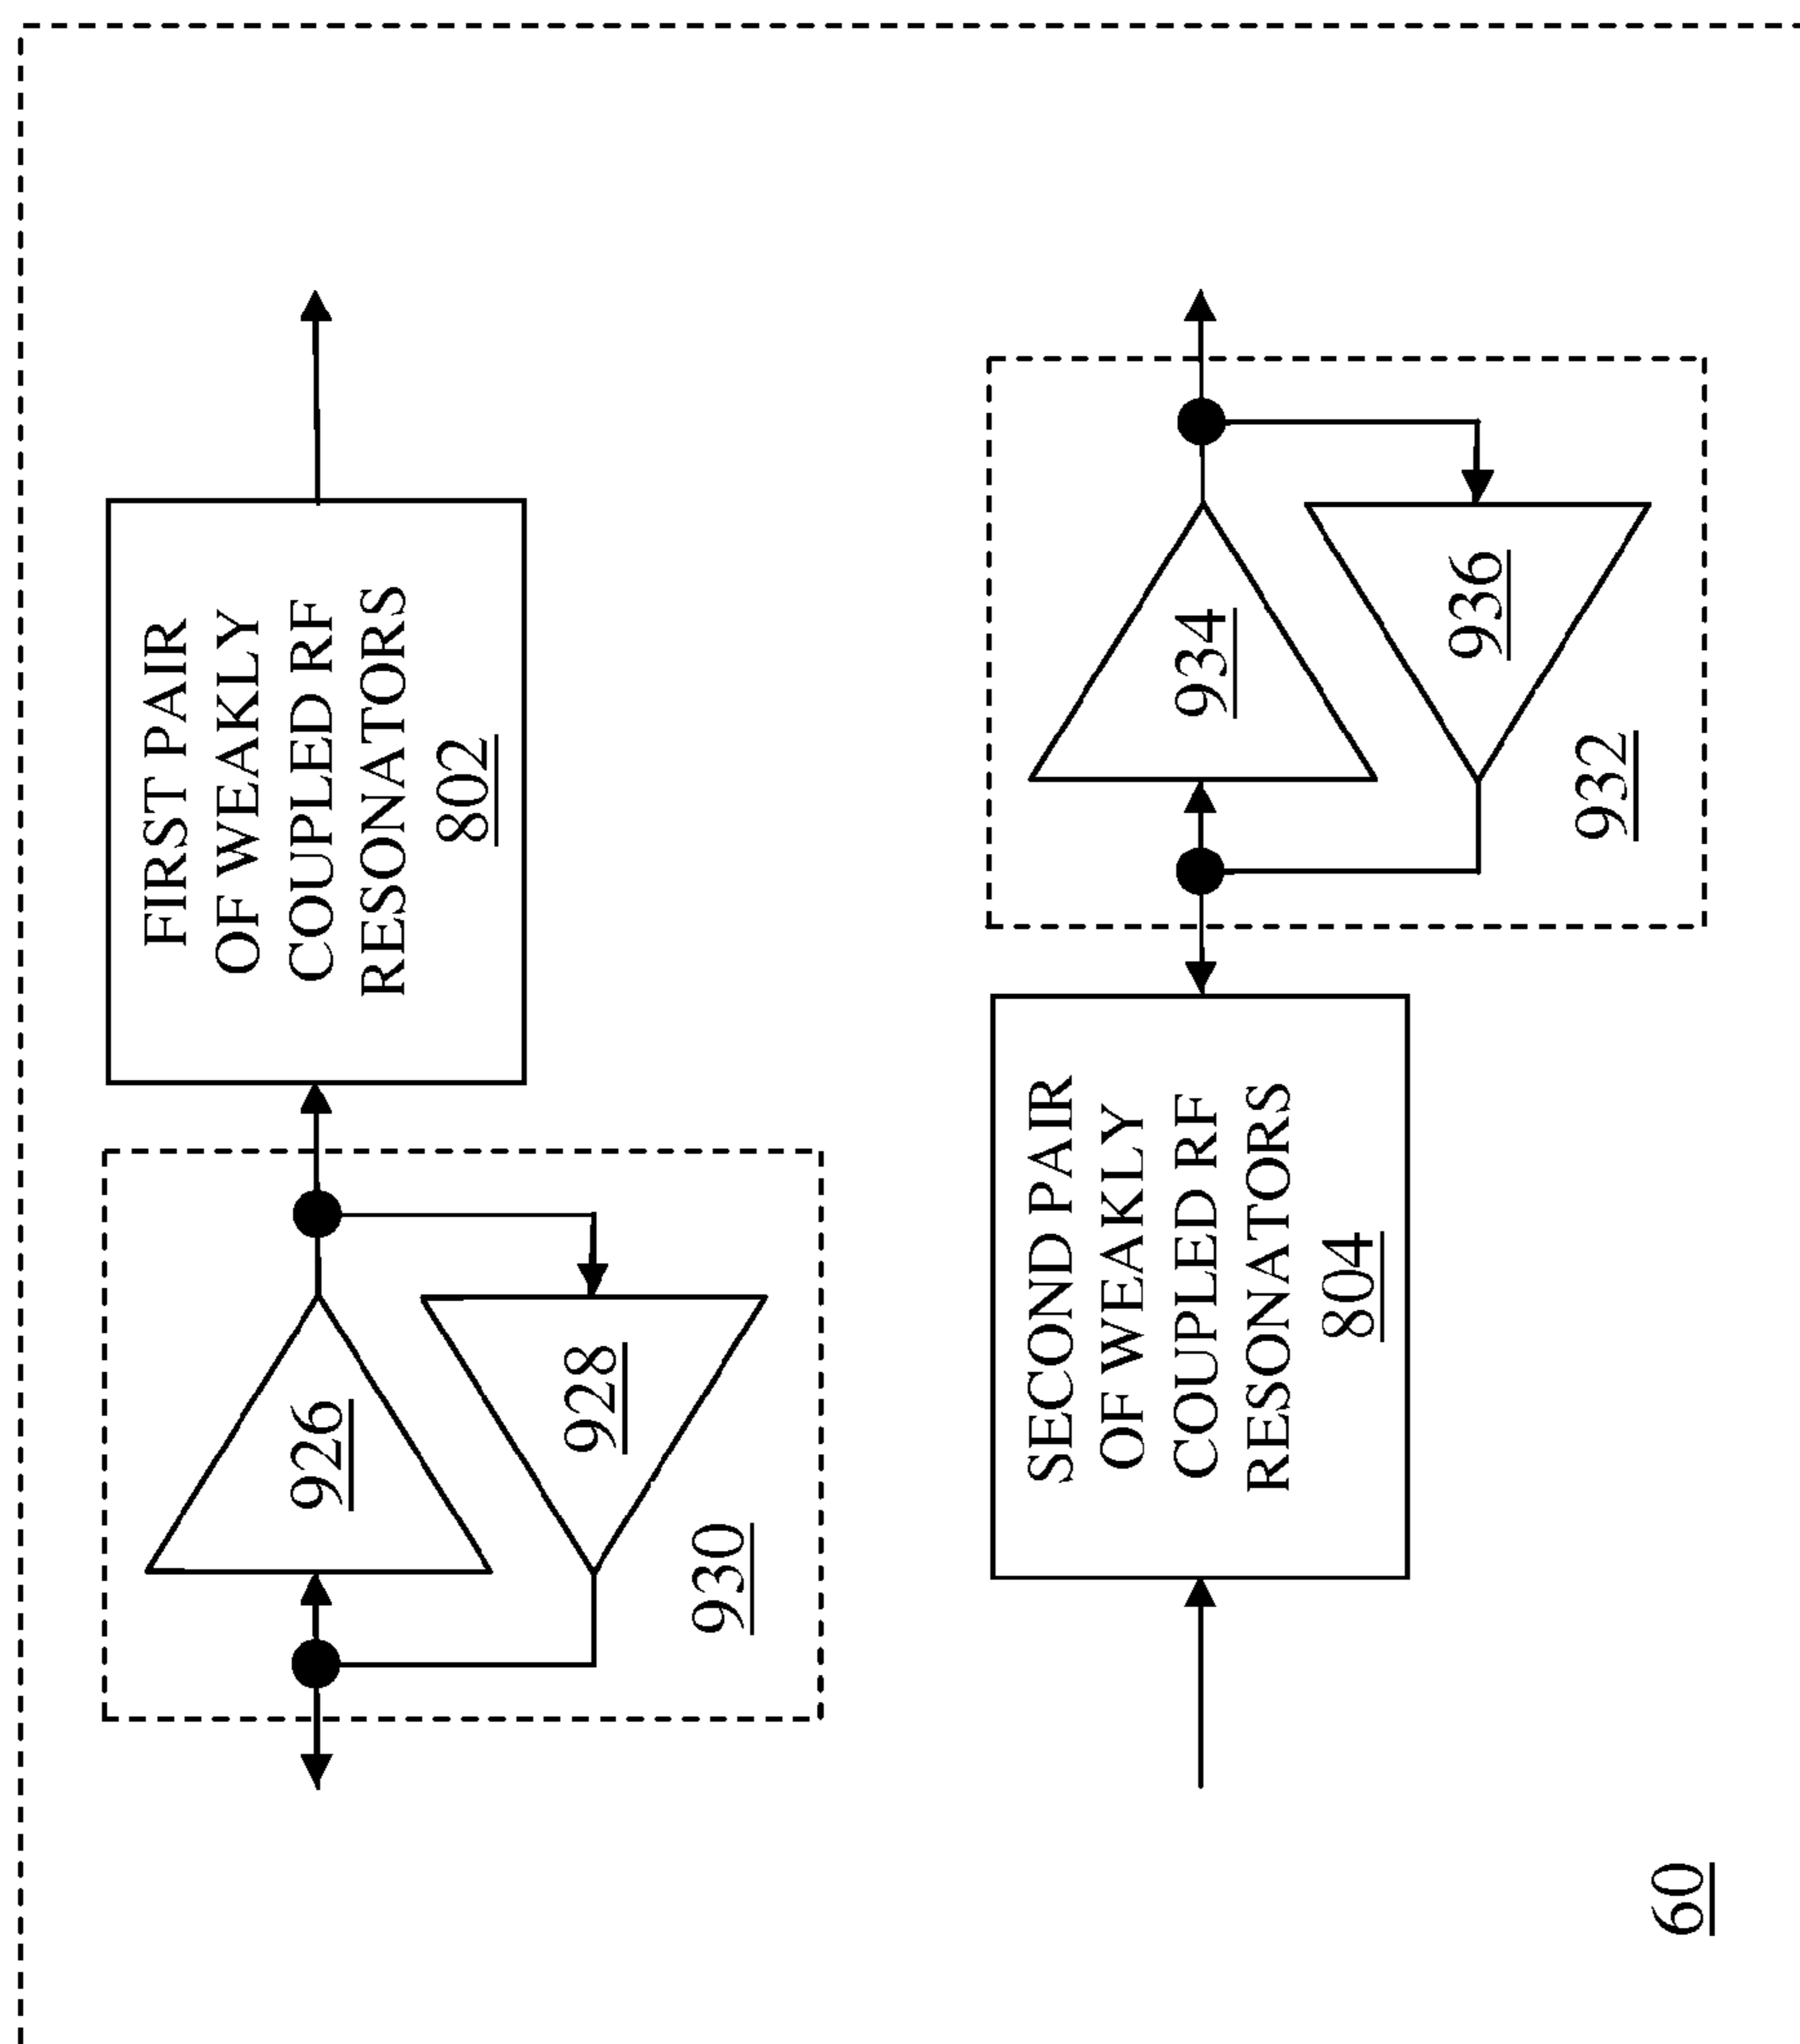 926
928
930
FIRST PAIR
OF WEAKLY
COUPLED RF
RESONATORS
802
SECOND PAIR
OF WEAKLY
COUPLED RF
RESONATORS
804
934
936
932
60